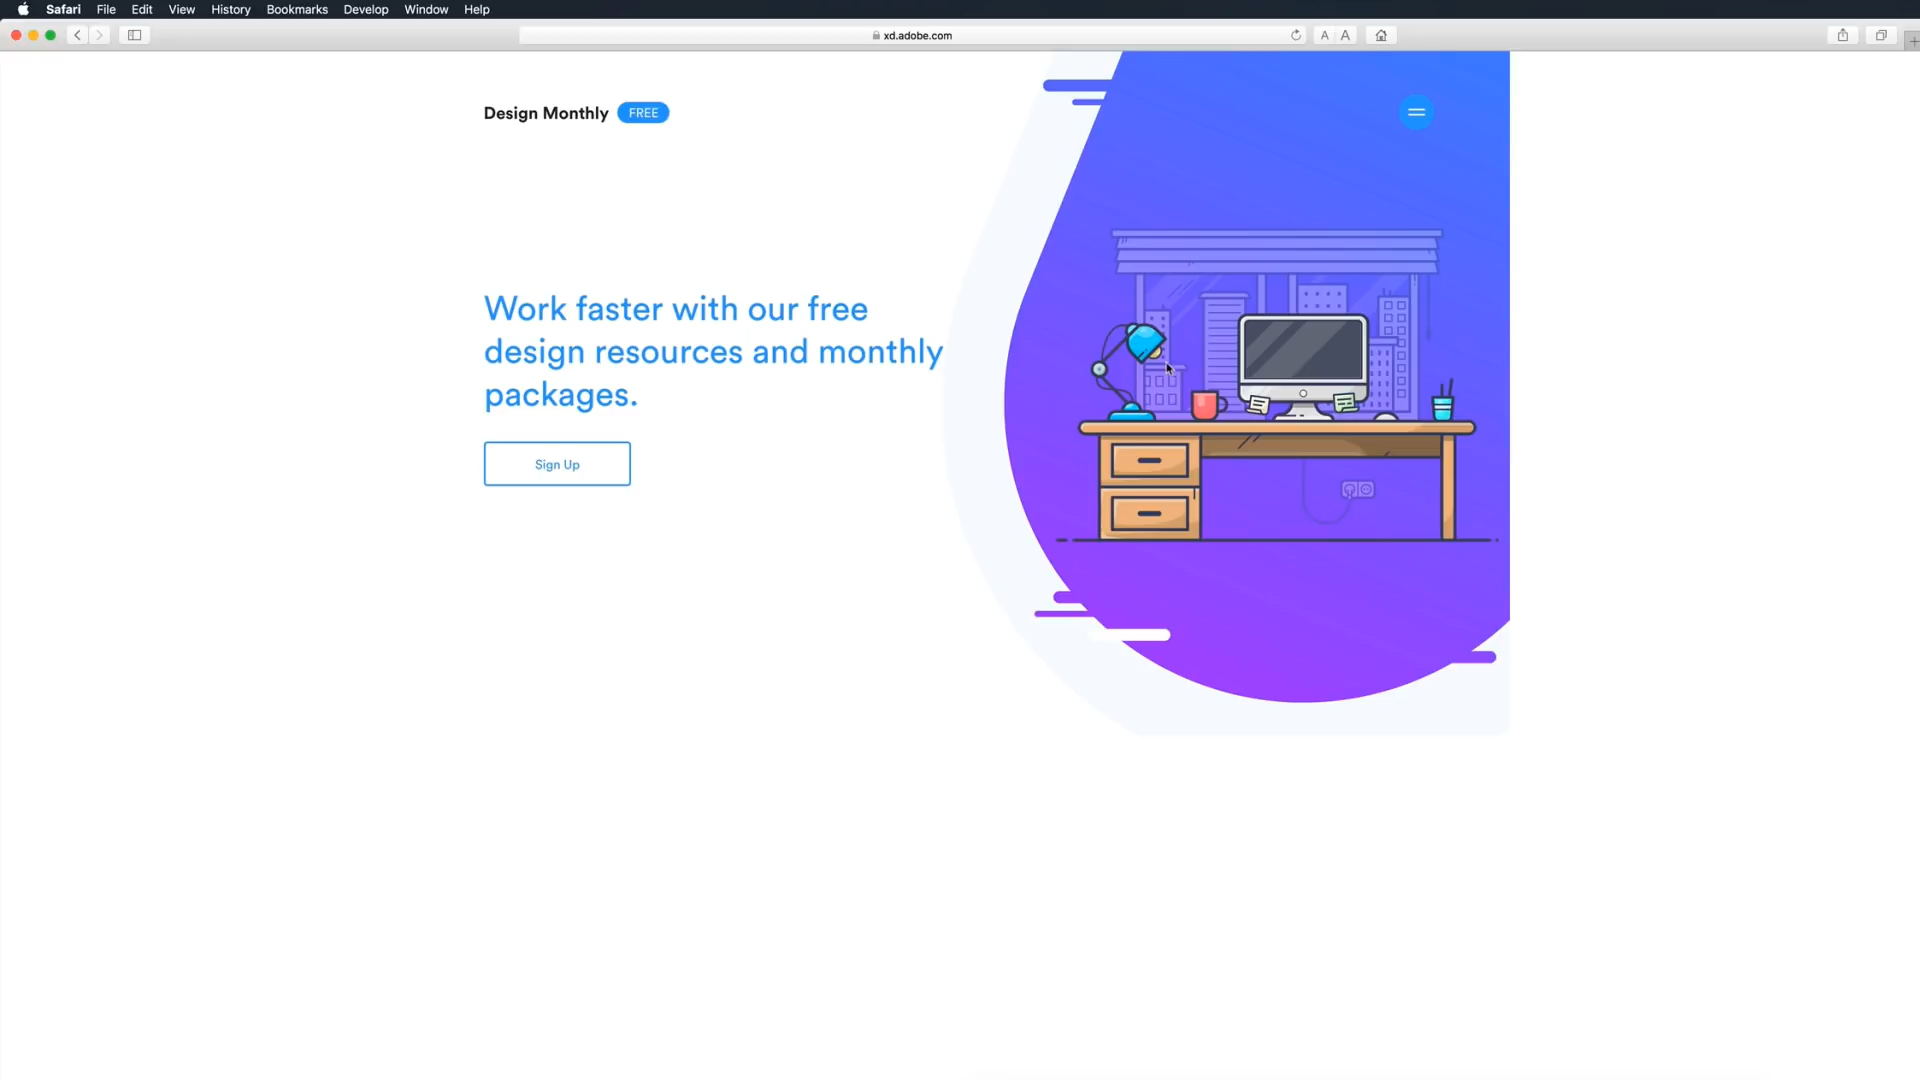 Safari File Edit View History Bookmarks Develop Window Help
xd.adobe.com
A A
Design Monthly FREE
Work faster with our free
design resources and monthly
packages.
Sign Up